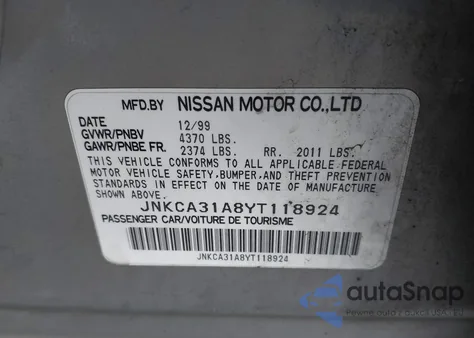 MFD.BY NISSAN MOTOR CO.,LTD
DATE 12/99
GVWR/PNBV 4370 LBS.
GAWR/PNBE FR. 2374 LBS. RR. 2011 LBS.
THIS VEHICLE CONFORMS TO ALL APPLICABLE FEDERAL
MOTOR VEHICLE SAFETY,BUMPER,AND THEFT PREVENTION
STANDARDS IN EFFECT ON THE DATE OF MANUFACTURE
SHOWN ABOVE.
JNKCA31A8YT118924
PASSENGER CAR/VOITURE DE TOURISME
JNKCA31A8YT118924
autoSnap